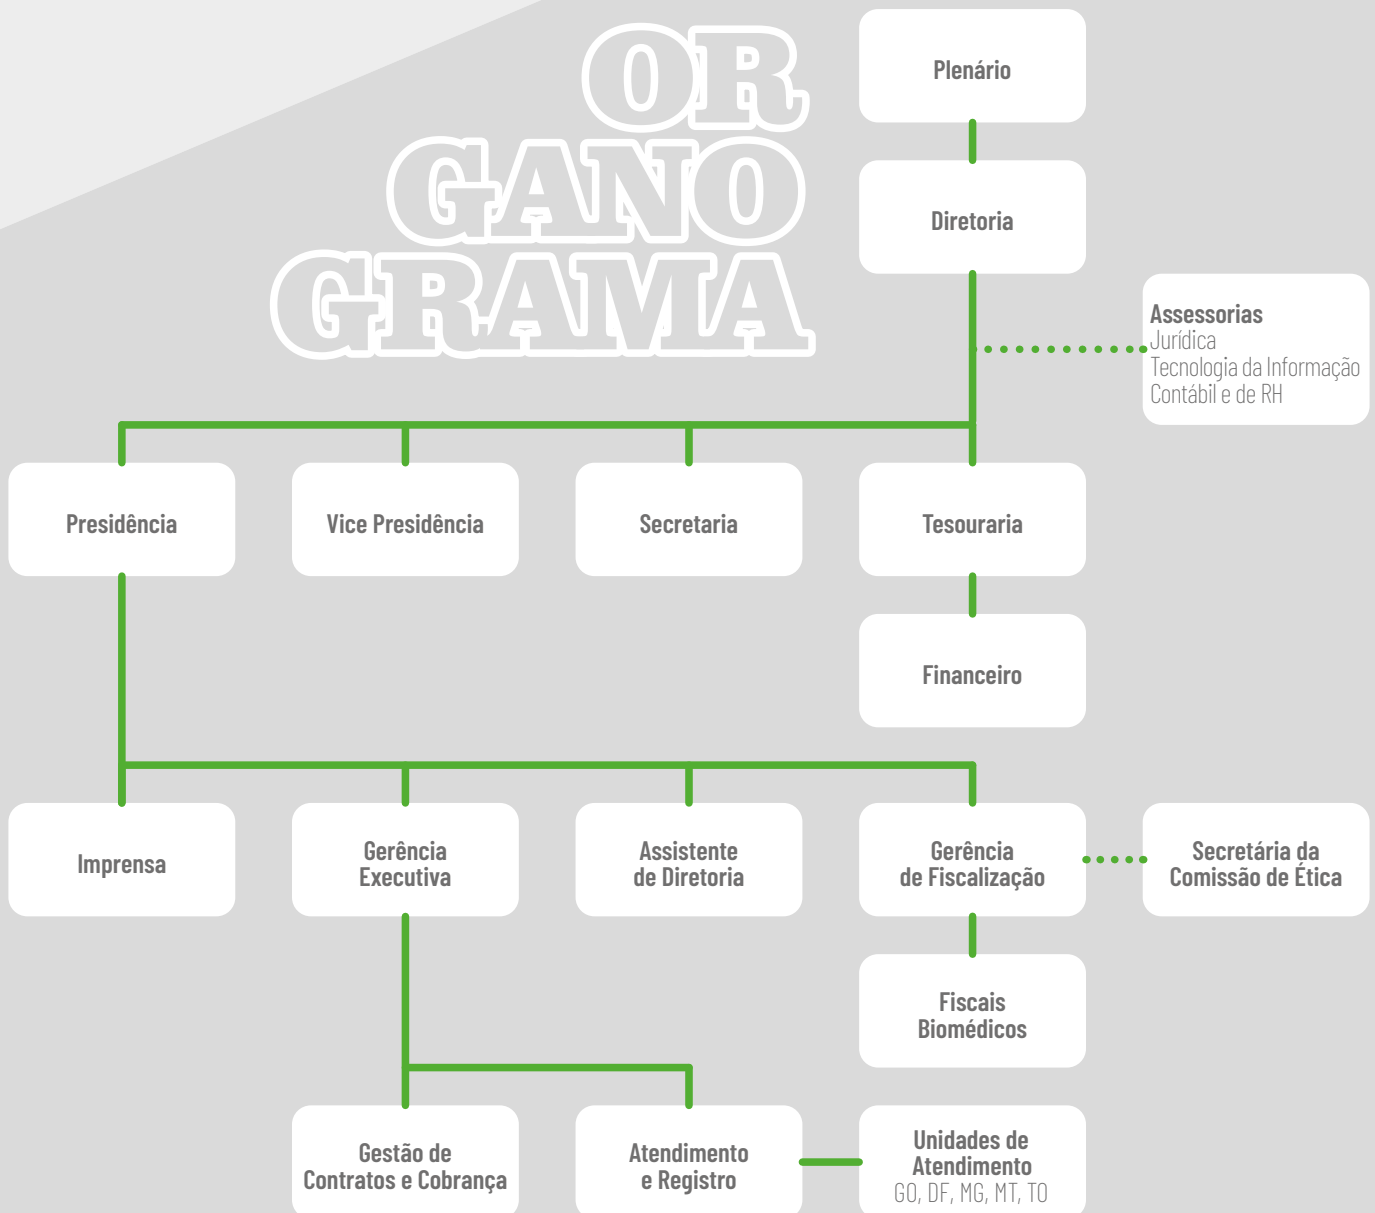 OR
GANO
GRAMA
Plenário
Diretoria
Assessorias
Jurídica
Tecnologia da Informação
Contábil e de RH
Presidência
Vice Presidência
Secretaria
Tesouraria
Financeiro
Imprensa
Gerência
Executiva
Assistente
de Diretoria
Gerência
de Fiscalização
Secretária da
Comissão de Ética
Fiscais
Biomédicos
Gestão de
Contratos e Cobrança
Atendimento
e Registro
Unidades de
Atendimento
GO, DF, MG, MT, TO